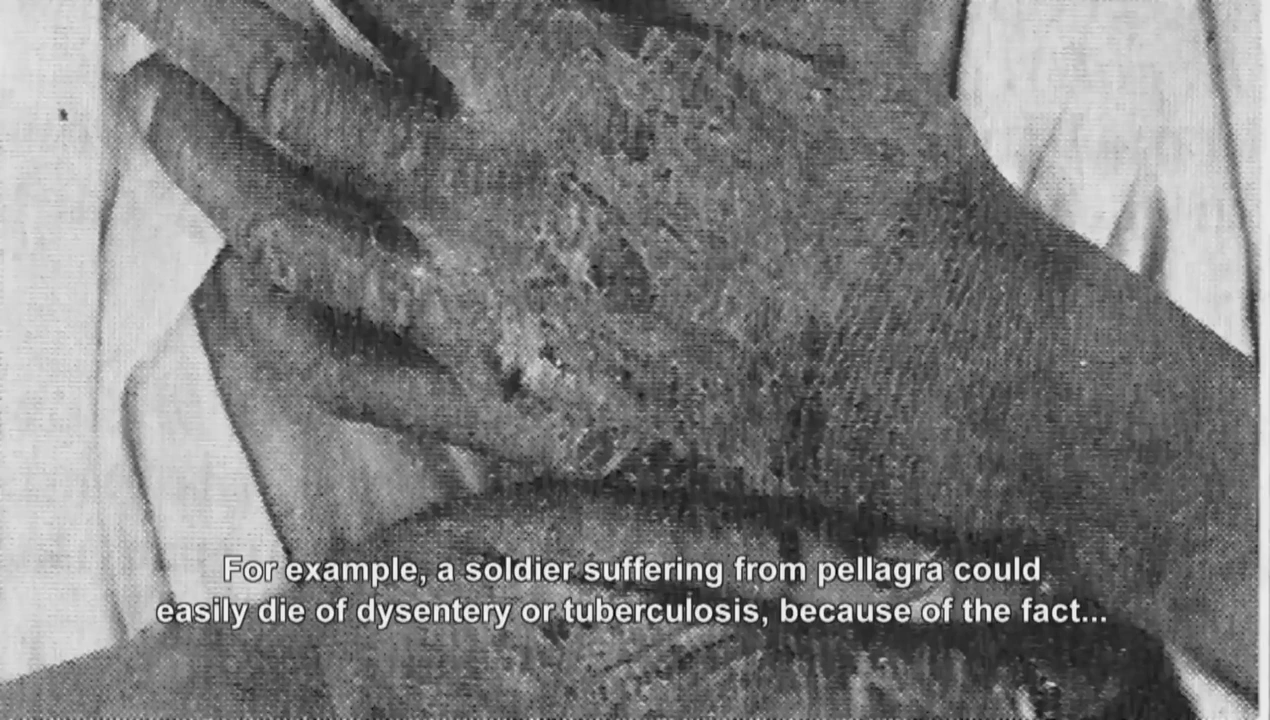 For example, a soldier suffering from pellagra could
easily die of dysentery or tuberculosis, because of the fact...